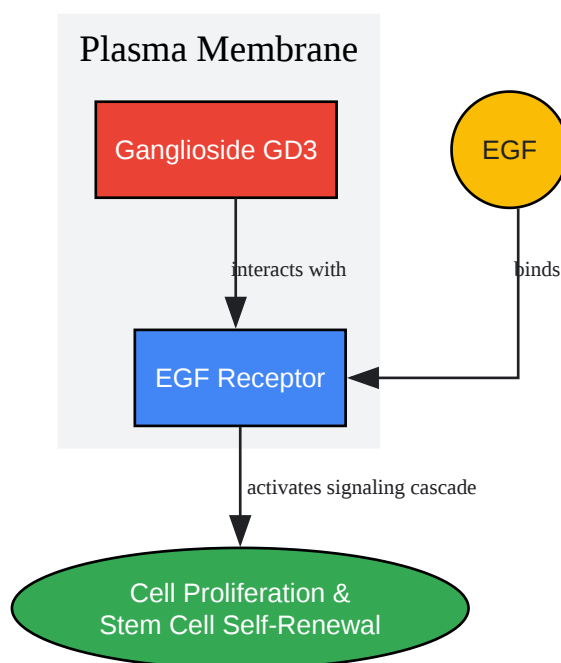 Plasma Membrane
Ganglioside GD3
EGF
interacts with
binds
EGF Receptor
activates signaling cascade
Cell Proliferation &
Stem Cell Self-Renewal